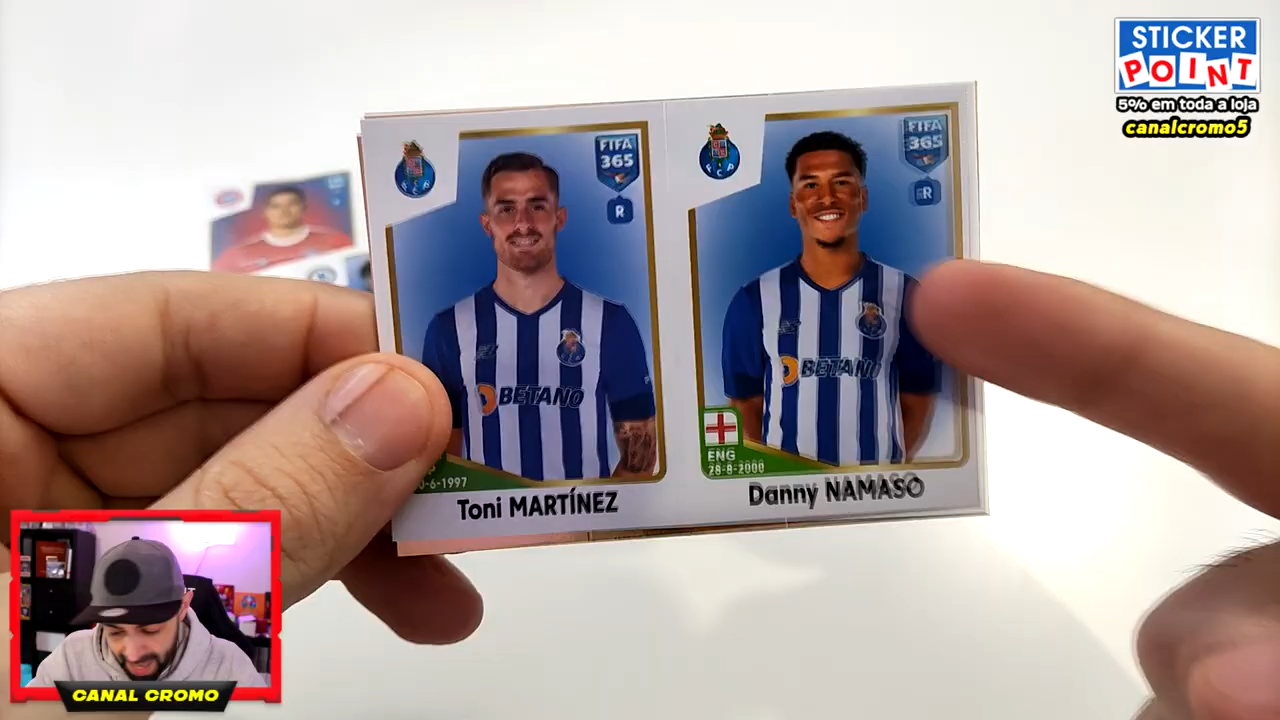 STICKER
POINT
5% em toda a loja
canalcromo5
FIFA
365
R
FIFA
365
R
FCP
BETANO
BETANO
ENG
0-6-1997
28-8-2000
Toni MARTÍNEZ
Danny NAMASO
CANAL CROMO